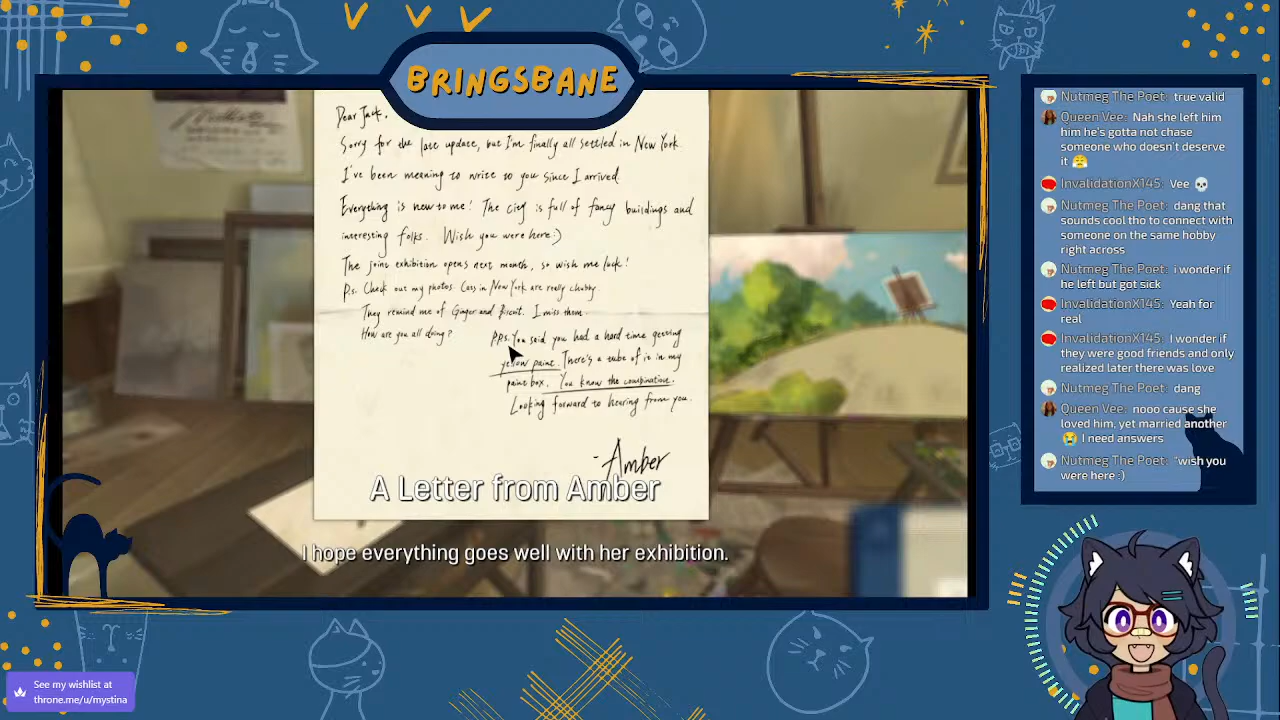 BRINGSBANE
Dear Jack,
Sorry for the late update, but I'm finally all settled in New York.
I've been meaning to write to you since I arrived.
Everything is new to me! The city is full of fancy buildings and
interesting folks. Wish you were here:)
The joint exhibition opens next month, so wish me luck!
P.s. Check out my photos. Cats in New York are really chubby.
They remind me of Ginger and Biscuit. I miss them.
How are you all doing?
P.P.s. You said you had a hard time getting
yellow paint. There's a tube of it in my
paint box. You know the combination.
Looking forward to hearing from you.
-Amber
A Letter from Amber
I hope everything goes well with her exhibition.
Nutmeg The Poet: true valid
Queen Vee: Nah she left him
him he's gotta not chase
someone who doesn't deserve
it 😤
InvalidationX145: Vee 💀
Nutmeg The Poet: dang that
sounds cool tho to connect with
someone on the same hobby
right across
Nutmeg The Poet: i wonder if
he left but got sick
InvalidationX145: Yeah for
real
InvalidationX145: I wonder if
they were good friends and only
realized later there was love
Nutmeg The Poet: dang
Queen Vee: nooo cause she
loved him, yet married another
😭 I need answers
Nutmeg The Poet: "wish you
were here :)
See my wishlist at
throne.me/u/mystina